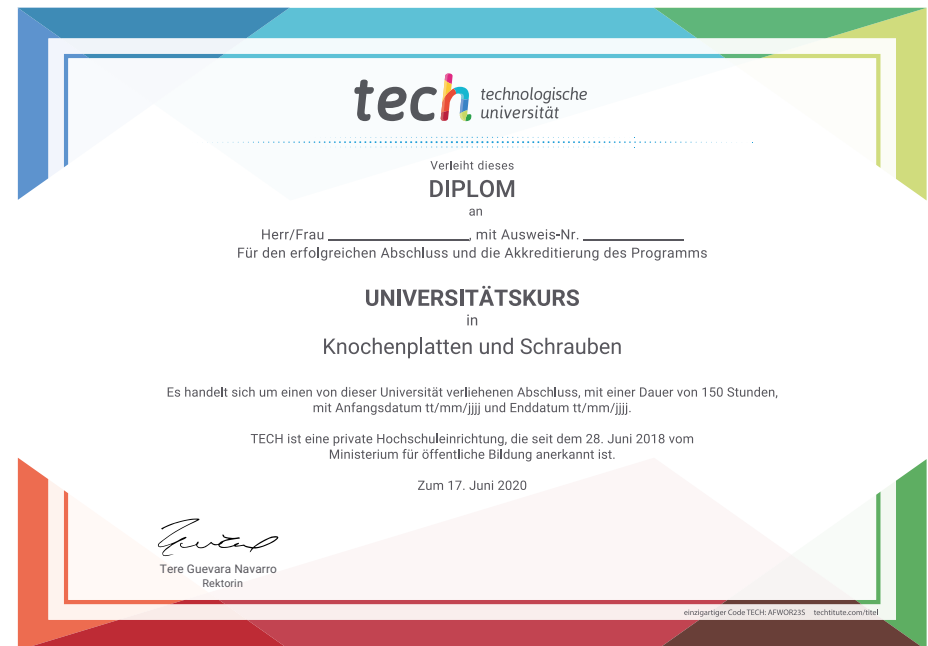 tech technologische
universität
Verleiht dieses
DIPLOM
an
Herr/Frau ____________________, mit Ausweis-Nr. ______________
Für den erfolgreichen Abschluss und die Akkreditierung des Programms
UNIVERSITÄTSKURS
in
Knochenplatten und Schrauben
Es handelt sich um einen von dieser Universität verliehenen Abschluss, mit einer Dauer von 150 Stunden,
mit Anfangsdatum tt/mm/jjjj und Enddatum tt/mm/jjjj.
TECH ist eine private Hochschuleinrichtung, die seit dem 28. Juni 2018 vom
Ministerium für öffentliche Bildung anerkannt ist.
Zum 17. Juni 2020
Tere Guevara Navarro
Rektorin
einzigartiger Code TECH: AFWOR23S techtitute.com/titel